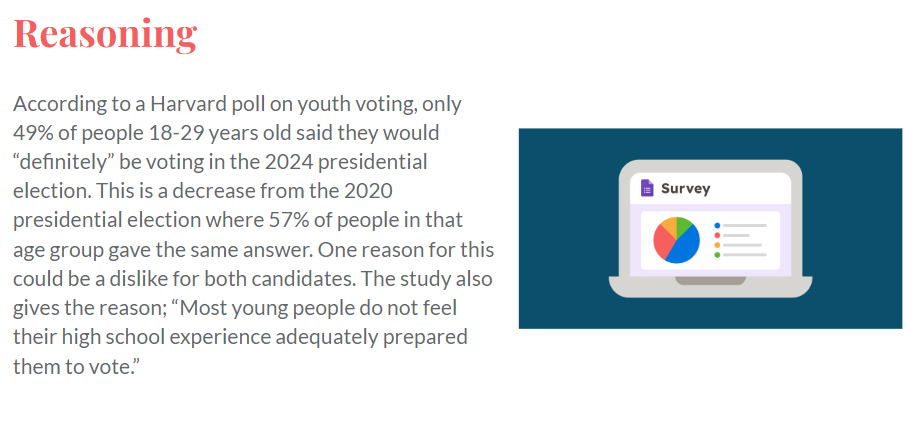 Reasoning
According to a Harvard poll on youth voting, only
49% of people 18-29 years old said they would
“definitely” be voting in the 2024 presidential
election. This is a decrease from the 2020
presidential election where 57% of people in that
age group gave the same answer. One reason for this
could be a dislike for both candidates. The study also
gives the reason; “Most young people do not feel
their high school experience adequately prepared
them to vote.”
Survey